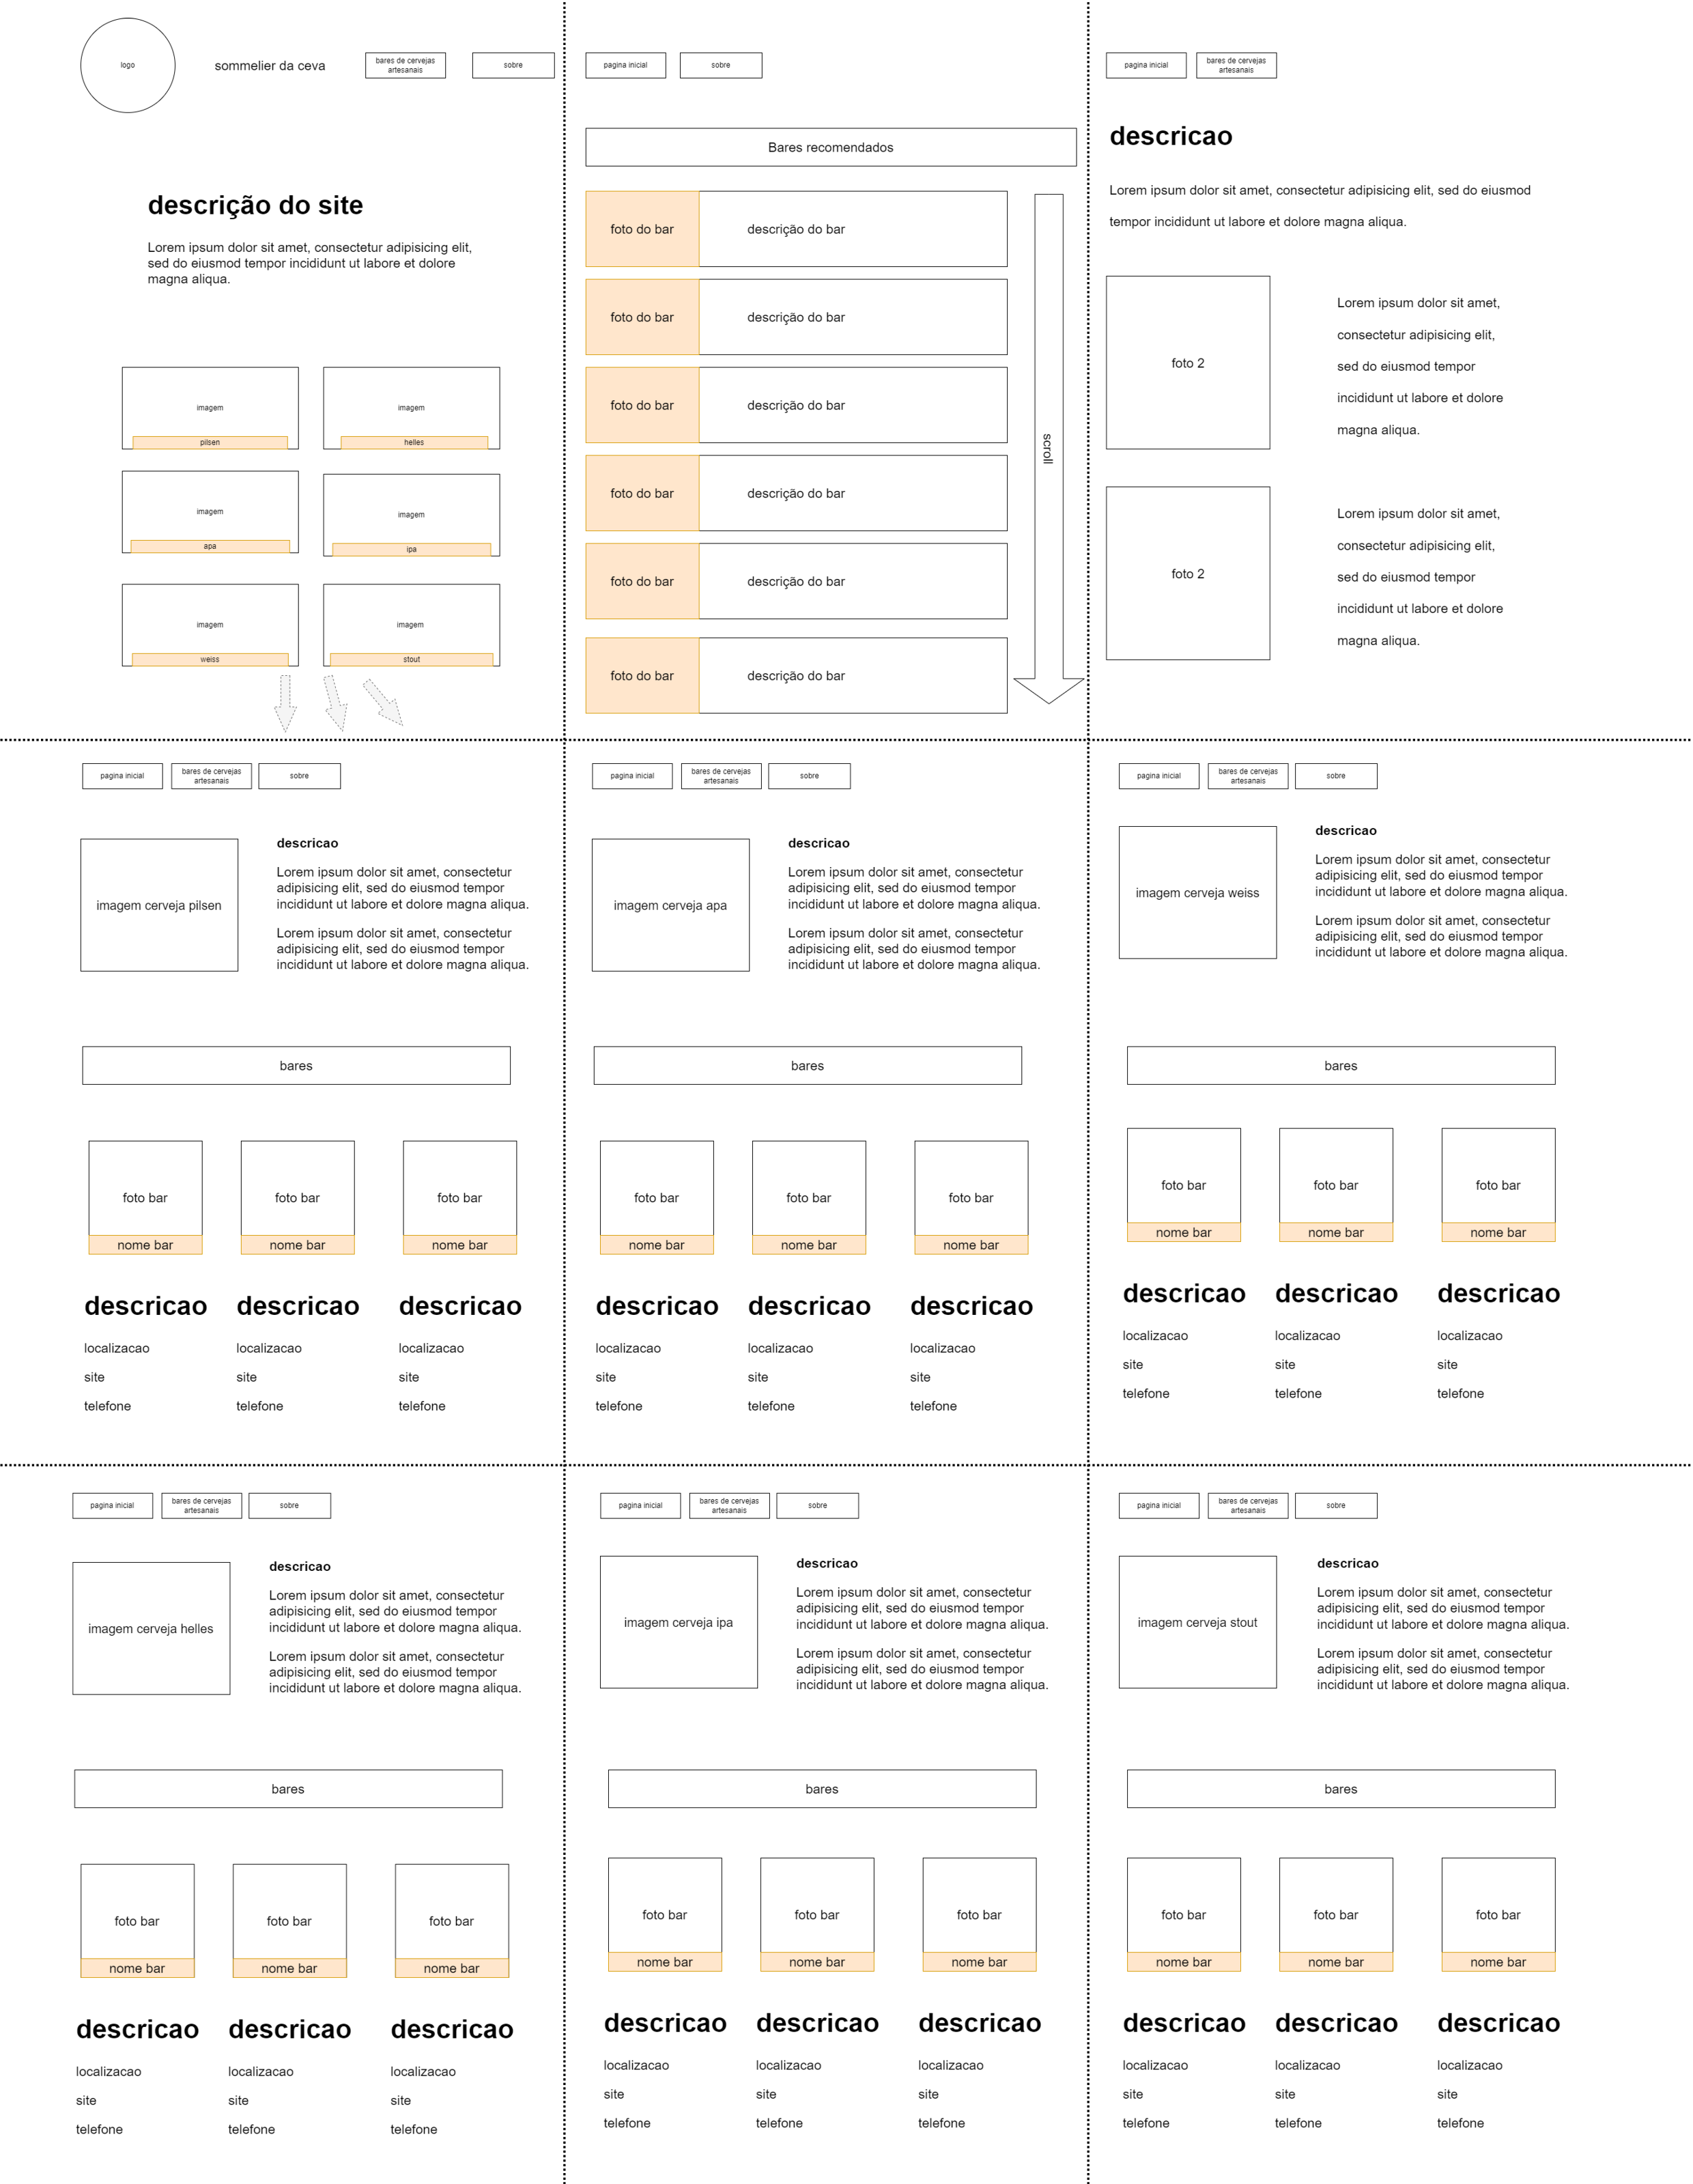 logo
sommelier da ceva
bares de cervejas
artesanais
sobre
descrição do site
Lorem ipsum dolor sit amet, consectetur adipisicing elit,
sed do eiusmod tempor incididunt ut labore et dolore
magna aliqua.
imagem
pilsen
imagem
helles
imagem
apa
imagem
ipa
imagem
weiss
imagem
stout
pagina inicial
sobre
Bares recomendados
foto do bar
descrição do bar
foto do bar
descrição do bar
foto do bar
descrição do bar
foto do bar
descrição do bar
foto do bar
descrição do bar
foto do bar
descrição do bar
scroll
pagina inicial
bares de cervejas
artesanais
descricao
Lorem ipsum dolor sit amet, consectetur adipisicing elit, sed do eiusmod
tempor incididunt ut labore et dolore magna aliqua.
foto 2
Lorem ipsum dolor sit amet,
consectetur adipisicing elit,
sed do eiusmod tempor
incididunt ut labore et dolore
magna aliqua.
foto 2
Lorem ipsum dolor sit amet,
consectetur adipisicing elit,
sed do eiusmod tempor
incididunt ut labore et dolore
magna aliqua.
pagina inicial
bares de cervejas
artesanais
sobre
imagem cerveja pilsen
descricao
Lorem ipsum dolor sit amet, consectetur
adipisicing elit, sed do eiusmod tempor
incididunt ut labore et dolore magna aliqua.
Lorem ipsum dolor sit amet, consectetur
adipisicing elit, sed do eiusmod tempor
incididunt ut labore et dolore magna aliqua.
bares
foto bar
nome bar
foto bar
nome bar
foto bar
nome bar
descricao
localizacao
site
telefone
descricao
localizacao
site
telefone
descricao
localizacao
site
telefone
pagina inicial
bares de cervejas
artesanais
sobre
imagem cerveja apa
descricao
Lorem ipsum dolor sit amet, consectetur
adipisicing elit, sed do eiusmod tempor
incididunt ut labore et dolore magna aliqua.
Lorem ipsum dolor sit amet, consectetur
adipisicing elit, sed do eiusmod tempor
incididunt ut labore et dolore magna aliqua.
bares
foto bar
nome bar
foto bar
nome bar
foto bar
nome bar
descricao
localizacao
site
telefone
descricao
localizacao
site
telefone
descricao
localizacao
site
telefone
pagina inicial
bares de cervejas
artesanais
sobre
imagem cerveja weiss
descricao
Lorem ipsum dolor sit amet, consectetur
adipisicing elit, sed do eiusmod tempor
incididunt ut labore et dolore magna aliqua.
Lorem ipsum dolor sit amet, consectetur
adipisicing elit, sed do eiusmod tempor
incididunt ut labore et dolore magna aliqua.
bares
foto bar
nome bar
foto bar
nome bar
foto bar
nome bar
descricao
localizacao
site
telefone
descricao
localizacao
site
telefone
descricao
localizacao
site
telefone
pagina inicial
bares de cervejas
artesanais
sobre
imagem cerveja helles
descricao
Lorem ipsum dolor sit amet, consectetur
adipisicing elit, sed do eiusmod tempor
incididunt ut labore et dolore magna aliqua.
Lorem ipsum dolor sit amet, consectetur
adipisicing elit, sed do eiusmod tempor
incididunt ut labore et dolore magna aliqua.
bares
foto bar
nome bar
foto bar
nome bar
foto bar
nome bar
descricao
localizacao
site
telefone
descricao
localizacao
site
telefone
descricao
localizacao
site
telefone
pagina inicial
bares de cervejas
artesanais
sobre
imagem cerveja ipa
descricao
Lorem ipsum dolor sit amet, consectetur
adipisicing elit, sed do eiusmod tempor
incididunt ut labore et dolore magna aliqua.
Lorem ipsum dolor sit amet, consectetur
adipisicing elit, sed do eiusmod tempor
incididunt ut labore et dolore magna aliqua.
bares
foto bar
nome bar
foto bar
nome bar
foto bar
nome bar
descricao
localizacao
site
telefone
descricao
localizacao
site
telefone
descricao
localizacao
site
telefone
pagina inicial
bares de cervejas
artesanais
sobre
imagem cerveja stout
descricao
Lorem ipsum dolor sit amet, consectetur
adipisicing elit, sed do eiusmod tempor
incididunt ut labore et dolore magna aliqua.
Lorem ipsum dolor sit amet, consectetur
adipisicing elit, sed do eiusmod tempor
incididunt ut labore et dolore magna aliqua.
bares
foto bar
nome bar
foto bar
nome bar
foto bar
nome bar
descricao
localizacao
site
telefone
descricao
localizacao
site
telefone
descricao
localizacao
site
telefone